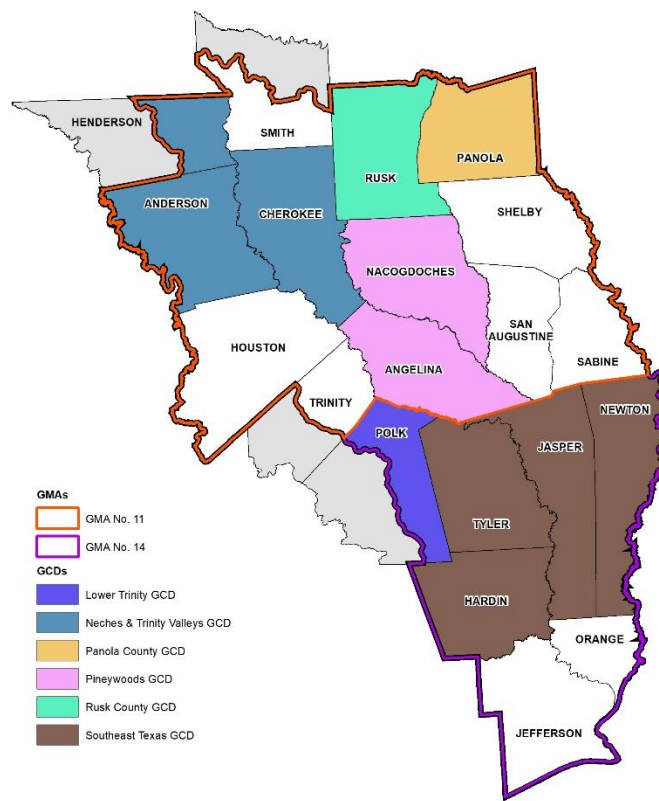 HENDERSON
SMITH
RUSK
PANOLA
ANDERSON
CHEROKEE
SHELBY
NACOGDOCHES
SAN
AUGUSTINE
SABINE
HOUSTON
ANGELINA
TRINITY
NEWTON
POLK
JASPER
TYLER
HARDIN
ORANGE
JEFFERSON
GMAs
GMA No. 11
GMA No. 14
GCDs
Lower Trinity GCD
Neches & Trinity Valleys GCD
Panola County GCD
Pineywoods GCD
Rusk County GCD
Southeast Texas GCD